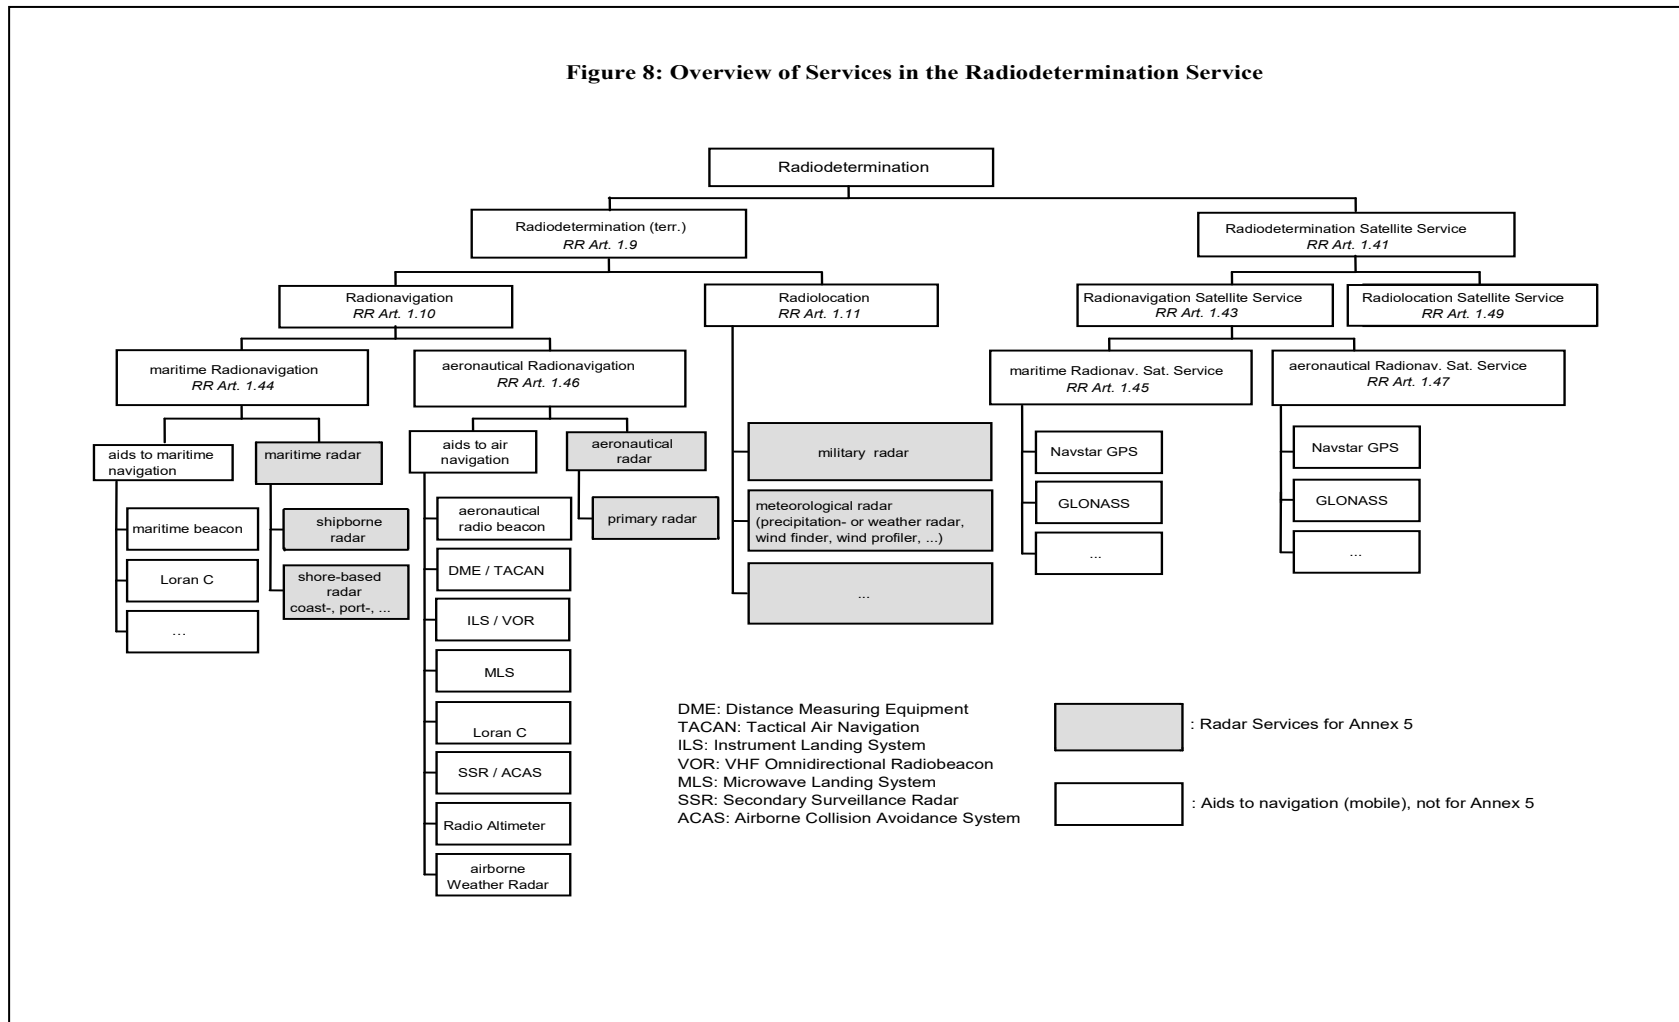 Figure 8: Overview of Services in the Radiodetermination Service
Radiodetermination
Radiodetermination (terr.)
RR Art. 1.9
Radiodetermination Satellite Service
RR Art. 1.41
Radionavigation
RR Art. 1.10
Radiolocation
RR Art. 1.11
Radionavigation Satellite Service
RR Art. 1.43
Radiolocation Satellite Service
RR Art. 1.49
maritime Radionavigation
RR Art. 1.44
aeronautical Radionavigation
RR Art. 1.46
maritime Radionav. Sat. Service
RR Art. 1.45
aeronautical Radionav. Sat. Service
RR Art. 1.47
aids to maritime
navigation
maritime radar
aids to air
navigation
aeronautical
radar
maritime beacon
Loran C
...
shipborne
radar
shore-based
radar
coast-, port-, ...
aeronautical
radio beacon
DME / TACAN
ILS / VOR
MLS
Loran C
SSR / ACAS
Radio Altimeter
airborne
Weather Radar
primary radar
military radar
meteorological radar
(precipitation- or weather radar,
wind finder, wind profiler, ...)
...
Navstar GPS
GLONASS
...
Navstar GPS
GLONASS
...
DME: Distance Measuring Equipment
TACAN: Tactical Air Navigation
ILS: Instrument Landing System
VOR: VHF Omnidirectional Radiobeacon
MLS: Microwave Landing System
SSR: Secondary Surveillance Radar
ACAS: Airborne Collision Avoidance System
: Radar Services for Annex 5
: Aids to navigation (mobile), not for Annex 5